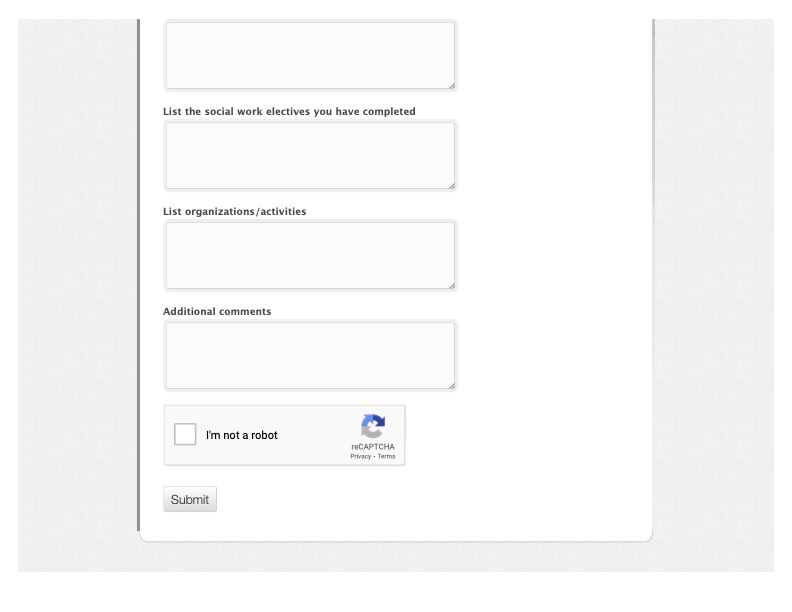 List the social work electives you have completed
List organizations/activities
Additional comments
I'm not a robot
reCAPTCHA
Privacy - Terms
Submit